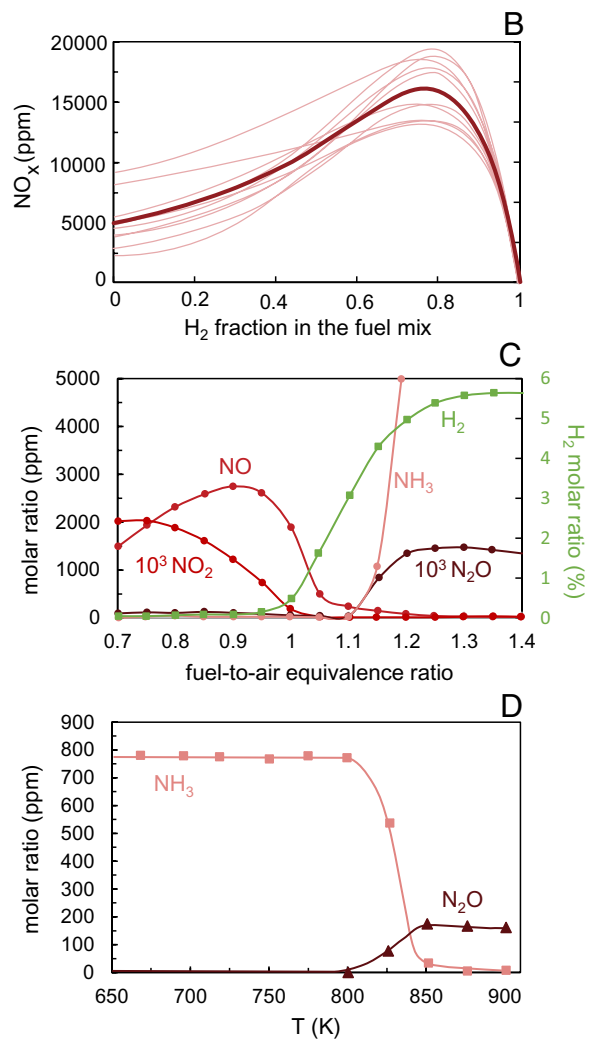 B
20000
15000
10000
5000
0
NOx(ppm)
0 0.2 0.4 0.6 0.8 1
H2 fraction in the fuel mix
C
5000 6
4000 5
3000 4
2000 3
1000 2
0 1
0
molar ratio (ppm)
H2 molar ratio (%)
NO
H2
NH3
10³ NO2
10³ N2O
0.7 0.8 0.9 1 1.1 1.2 1.3 1.4
fuel-to-air equivalence ratio
D
900
800
700
600
500
400
300
200
100
0
molar ratio (ppm)
NH3
N2O
650 700 750 800 850 900
T (K)